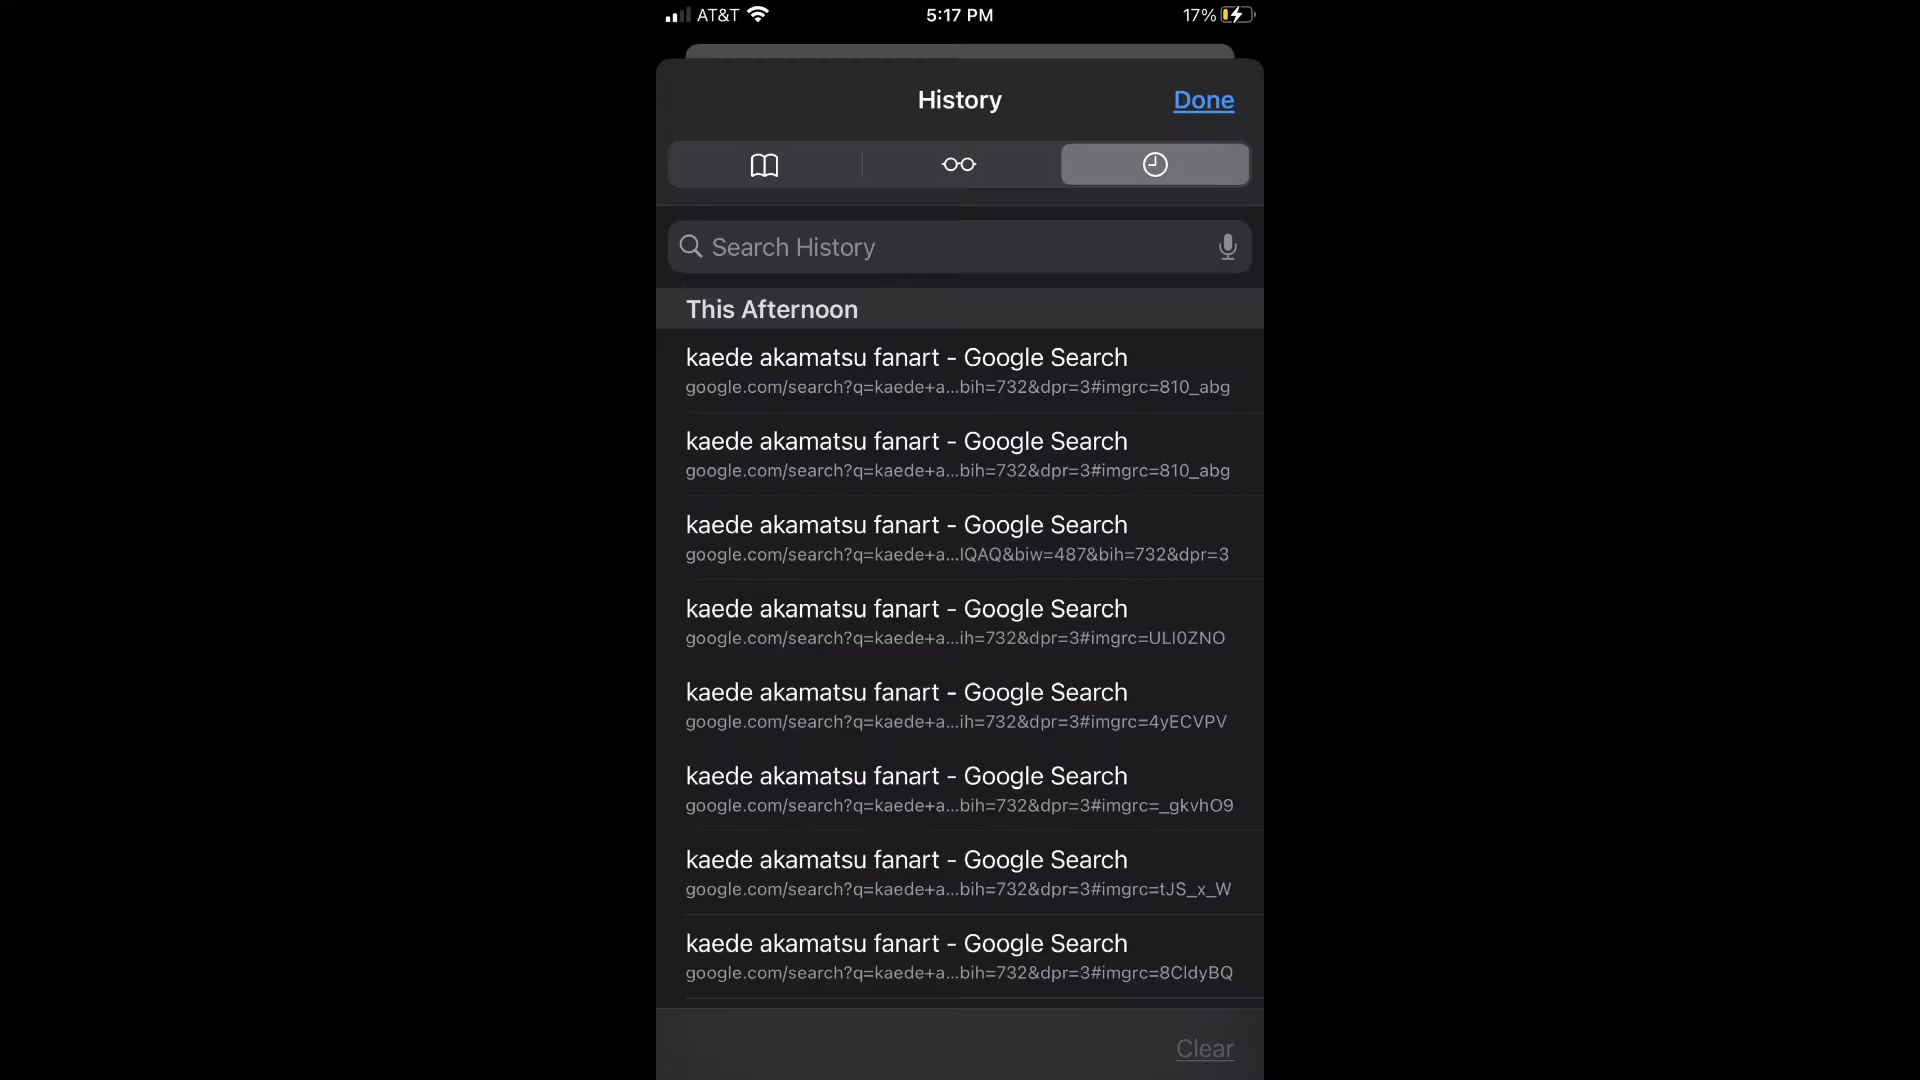 AT&T 5:17 PM 17%
History Done
Search History
This Afternoon
kaede akamatsu fanart - Google Search
google.com/search?q=kaede+a...bih=732&dpr=3#imgrc=810_abg
kaede akamatsu fanart - Google Search
google.com/search?q=kaede+a...bih=732&dpr=3#imgrc=810_abg
kaede akamatsu fanart - Google Search
google.com/search?q=kaede+a...IQAQ&biw=487&bih=732&dpr=3
kaede akamatsu fanart - Google Search
google.com/search?q=kaede+a...ih=732&dpr=3#imgrc=ULI0ZNO
kaede akamatsu fanart - Google Search
google.com/search?q=kaede+a...ih=732&dpr=3#imgrc=4yECVPV
kaede akamatsu fanart - Google Search
google.com/search?q=kaede+a...bih=732&dpr=3#imgrc=_gkvhO9
kaede akamatsu fanart - Google Search
google.com/search?q=kaede+a...bih=732&dpr=3#imgrc=tJS_x_W
kaede akamatsu fanart - Google Search
google.com/search?q=kaede+a...bih=732&dpr=3#imgrc=8CldyBQ
Clear